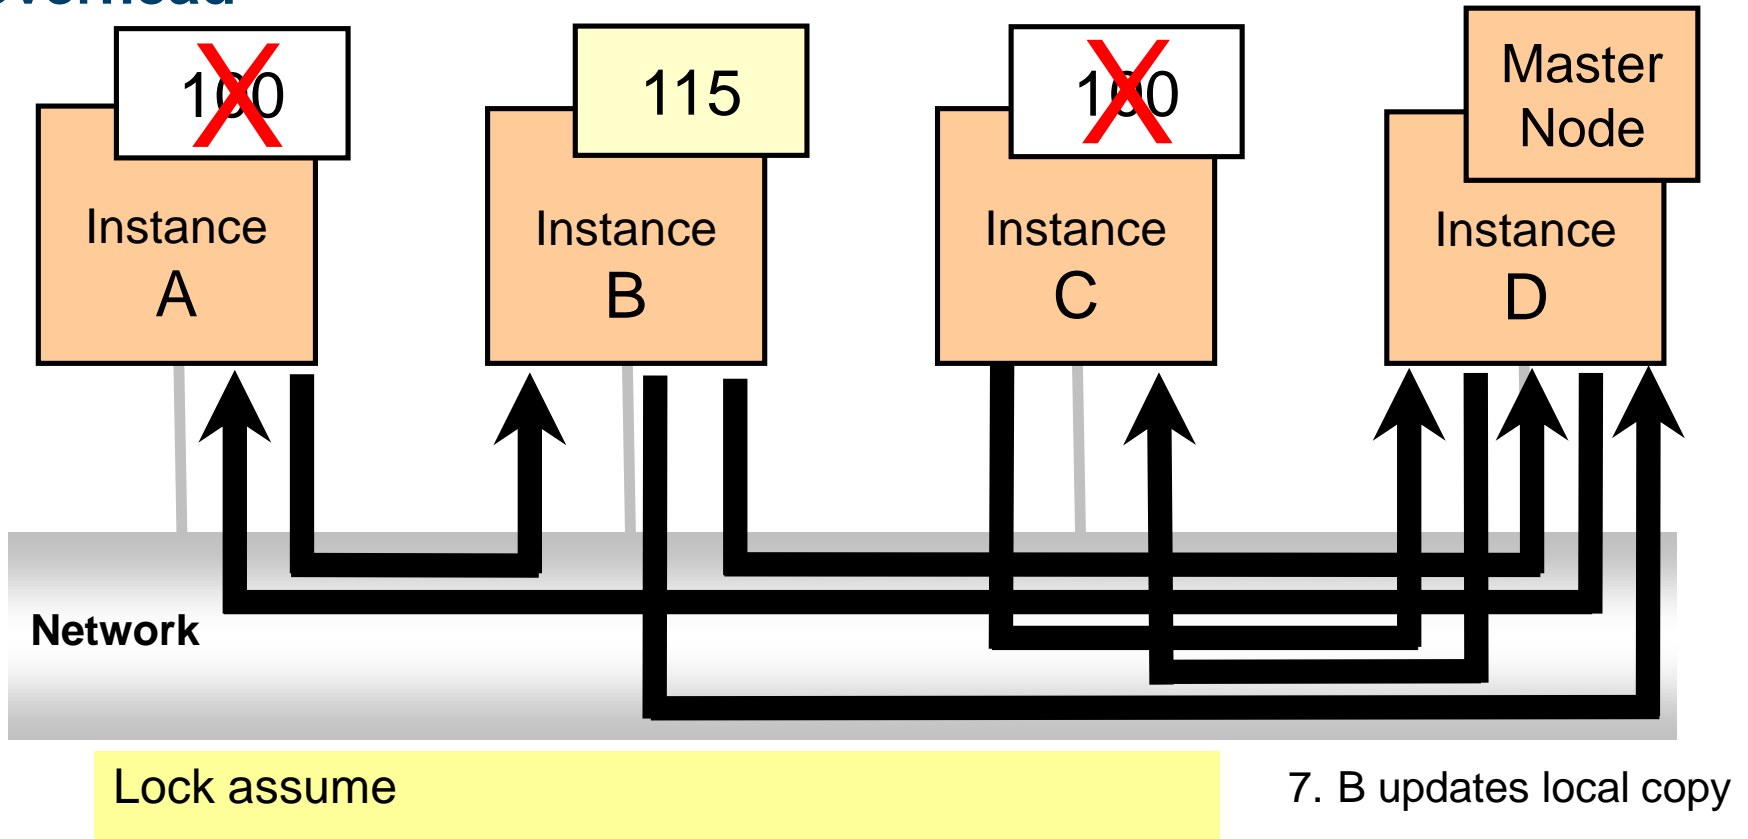 100
115
100
Master
Node
Instance
A
Instance
B
Instance
C
Instance
D
Network
Lock assume
7. B updates local copy